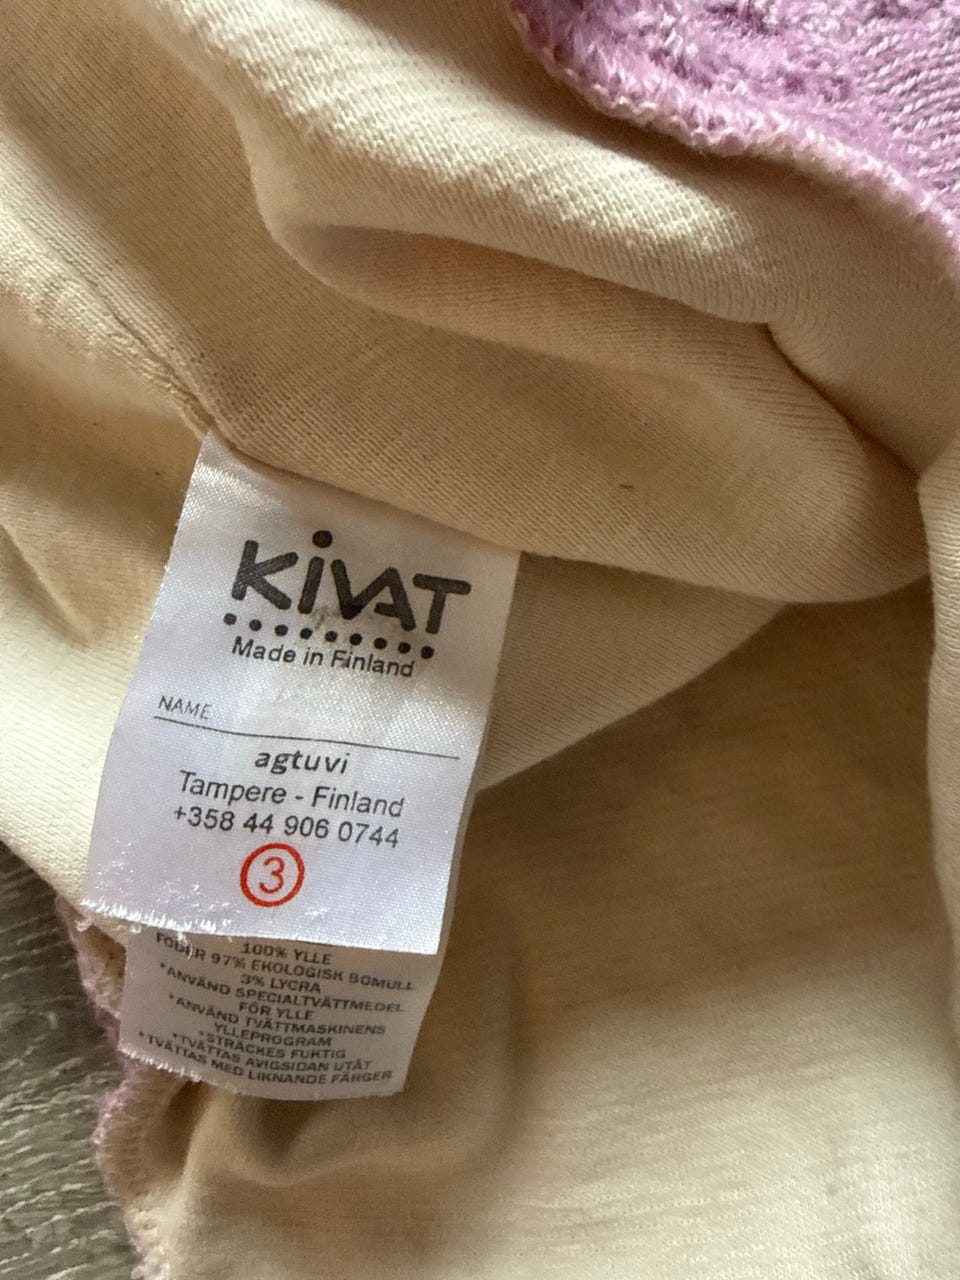 KiVAT
Made in Finland
NAME
agtuvi
Tampere - Finland
+358 44 906 0744
3
100% YLLE
FODER 97% EKOLOGISK BOMULL
3% LYCRA
*ANVÄND SPECIALTVÄTTMEDEL
FÖR YLLE
*ANVÄND TVÄTTMASKINENS
YLLEPROGRAM
*STRÄCKES FUKTIG
*TVÄTTAS AVIGSIDAN UTÅT
*TVÄTTAS MED LIKNANDE FÄRGER